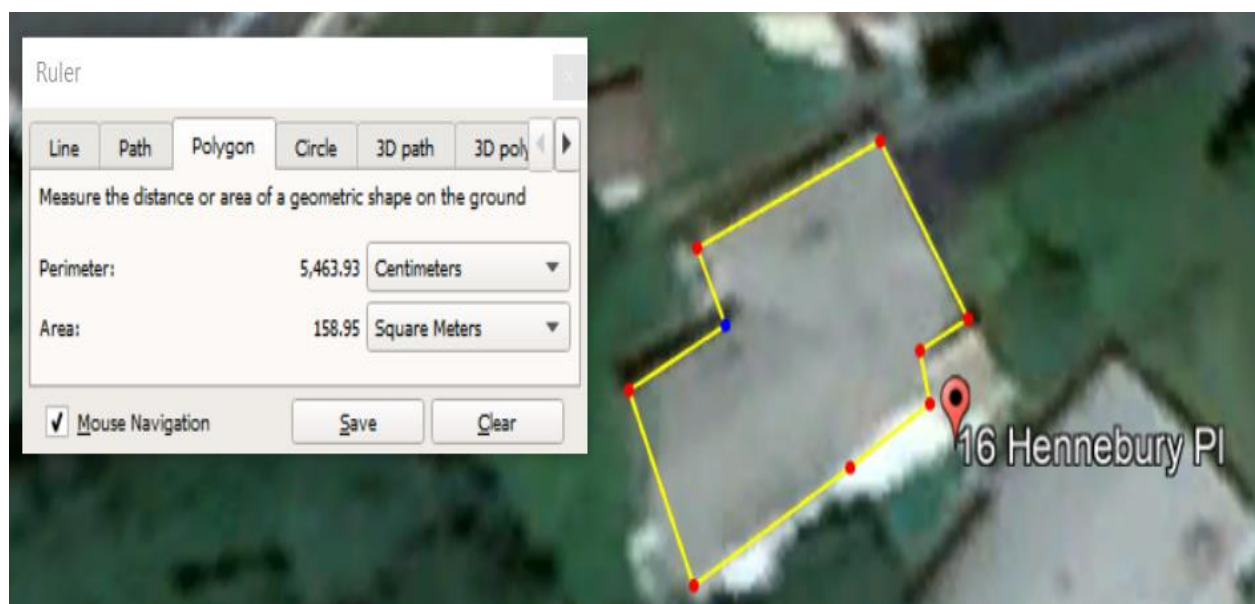 Ruler
Line Path Polygon Circle 3D path 3D poly
Measure the distance or area of a geometric shape on the ground
Perimeter: 5,463.93 Centimeters
Area: 158.95 Square Meters
Mouse Navigation Save Clear
16 Hennebury Pl